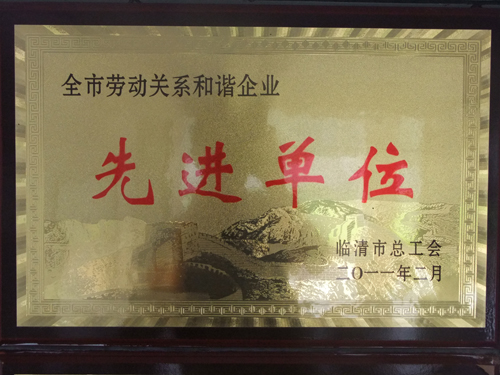 全市劳动关系和谐企业
先进单位
临清市总工会
二〇一一年二月